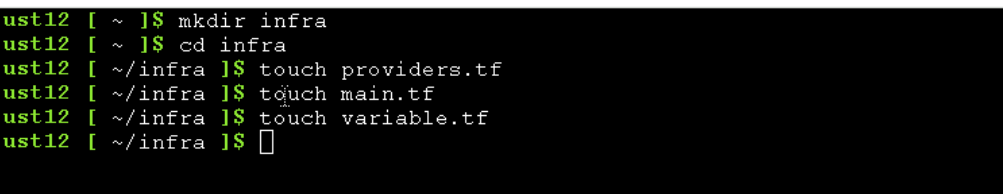 ust12 [ ~ ]$ mkdir infra
ust12 [ ~ ]$ cd infra
ust12 [ ~/infra ]$ touch providers.tf
ust12 [ ~/infra ]$ touch main.tf
ust12 [ ~/infra ]$ touch variable.tf
ust12 [ ~/infra ]$